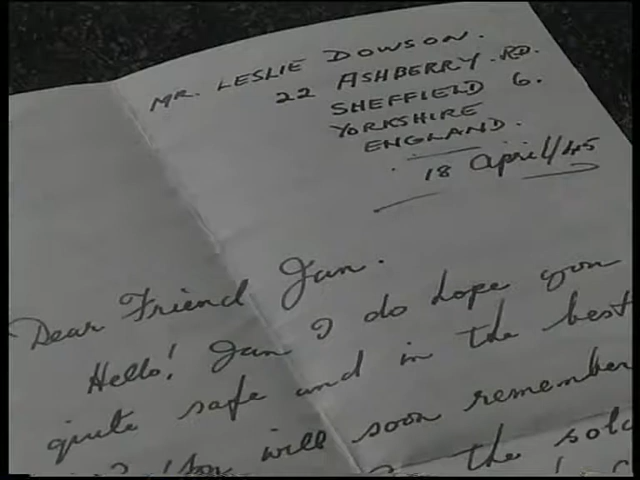 MR. LESLIE DOWSON.
22 ASHBERRY RD.
SHEFFIELD 6.
YORKSHIRE
ENGLAND.
18 april/45
Dear Friend Jan.
Hello! Jan I do hope you
quite safe and in the best
will soon remember
the